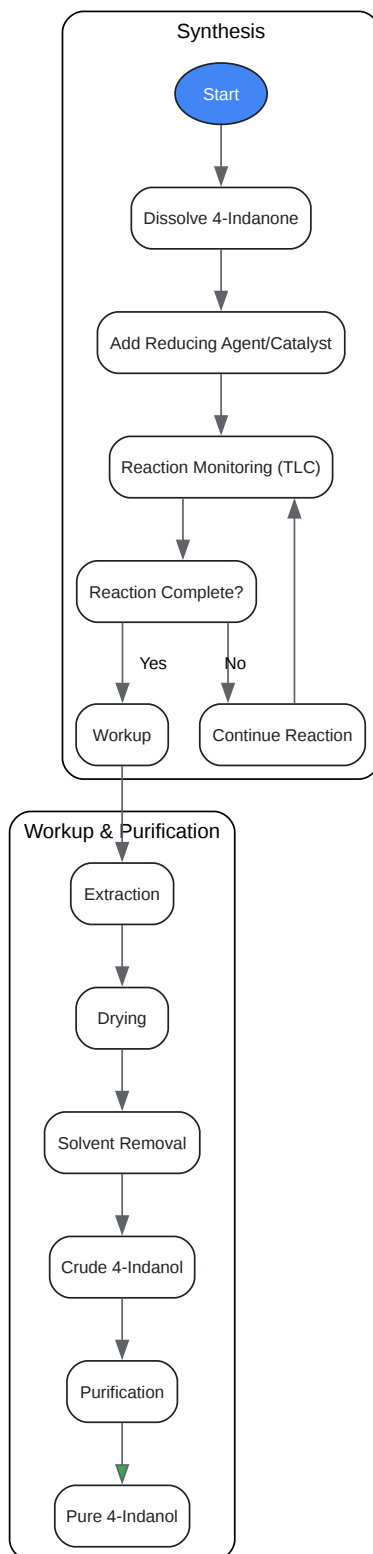 Synthesis
Start
Dissolve 4-Indanone
Add Reducing Agent/Catalyst
Reaction Monitoring (TLC)
Reaction Complete?
Yes
No
Workup
Continue Reaction
Workup & Purification
Extraction
Drying
Solvent Removal
Crude 4-Indanol
Purification
Pure 4-Indanol